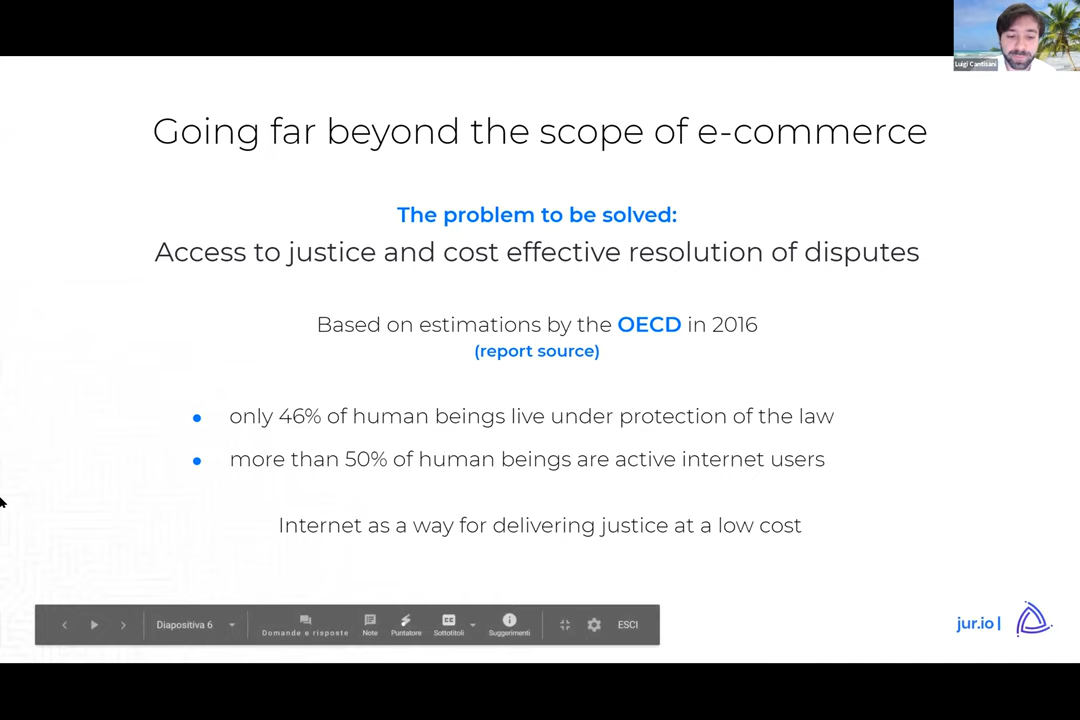 Luigi Cantisani
Going far beyond the scope of e-commerce
The problem to be solved:
Access to justice and cost effective resolution of disputes
Based on estimations by the OECD in 2016
(report source)
only 46% of human beings live under protection of the law
more than 50% of human beings are active internet users
Internet as a way for delivering justice at a low cost
Diapositiva 6
Domande e risposte
Note
Puntatore
CC
Sottotitoli
Suggerimenti
ESCI
jur.io |